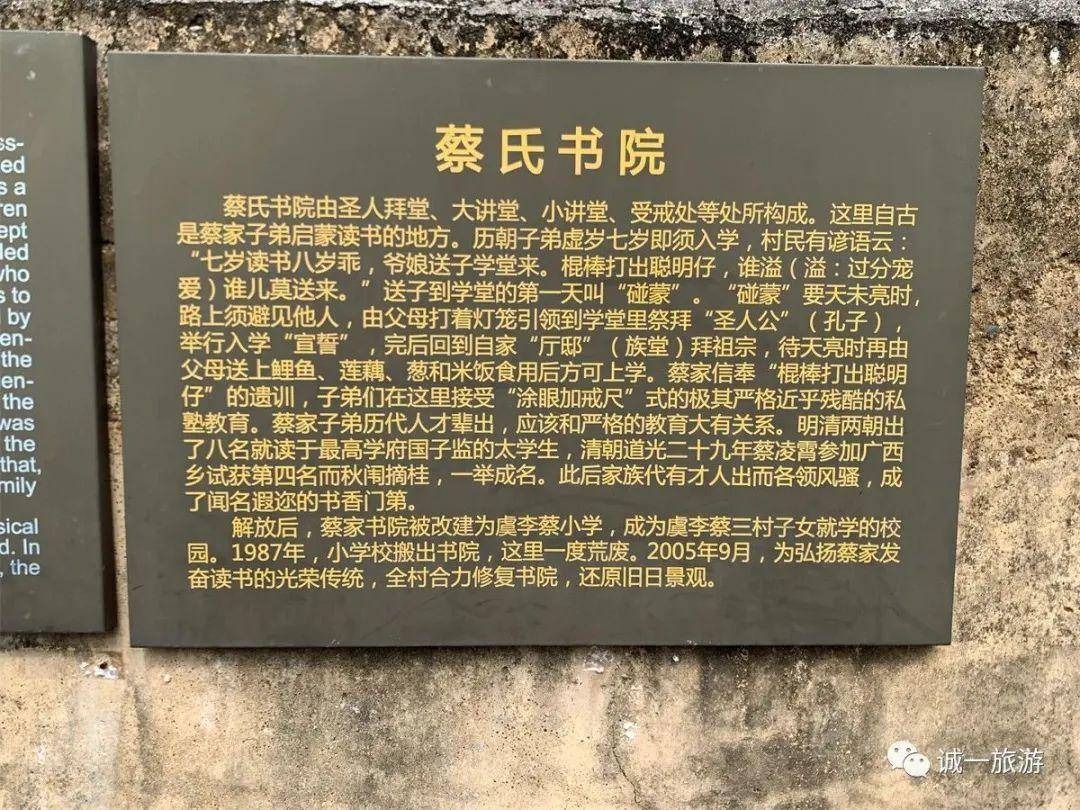 ss-
ed
s a
ren
ept
led
who
s to
d by
en-
the
en-
the
was
the
that,
mily
sical
d. In
, the
蔡氏书院
蔡氏书院由圣人拜堂、大讲堂、小讲堂、受戒处等处所构成。这里自古
是蔡家子弟启蒙读书的地方。历朝子弟虚岁七岁即须入学，村民有谚语云：
“七岁读书八岁乖，爷娘送子学堂来。棍棒打出聪明仔，谁溢（溢：过分宠
爱）谁儿莫送来。”送子到学堂的第一天叫“碰蒙”。“碰蒙”要天未亮时，
路上须避见他人，由父母打着灯笼引领到学堂里祭拜“圣人公”（孔子），
举行入学“宣誓”，完后回到自家“厅邸”（族堂）拜祖宗，待天亮时再由
父母送上鲤鱼、莲藕、葱和米饭食用后方可上学。蔡家信奉“棍棒打出聪明
仔”的遗训，子弟们在这里接受“涂眼加戒尺”式的极其严格近乎残酷的私
塾教育。蔡家子弟历代人才辈出，应该和严格的教育大有关系。明清两朝出
了八名就读于最高学府国子监的太学生，清朝道光二十九年蔡凌霄参加广西
乡试获第四名而秋闱摘桂，一举成名。此后家族代有才人出而各领风骚，成
了闻名遐迩的书香门第。
解放后，蔡家书院被改建为虞李蔡小学，成为虞李蔡三村子女就学的校
园。1987年，小学校搬出书院，这里一度荒废。2005年9月，为弘扬蔡家发
奋读书的光荣传统，全村合力修复书院，还原旧日景观。
诚一旅游